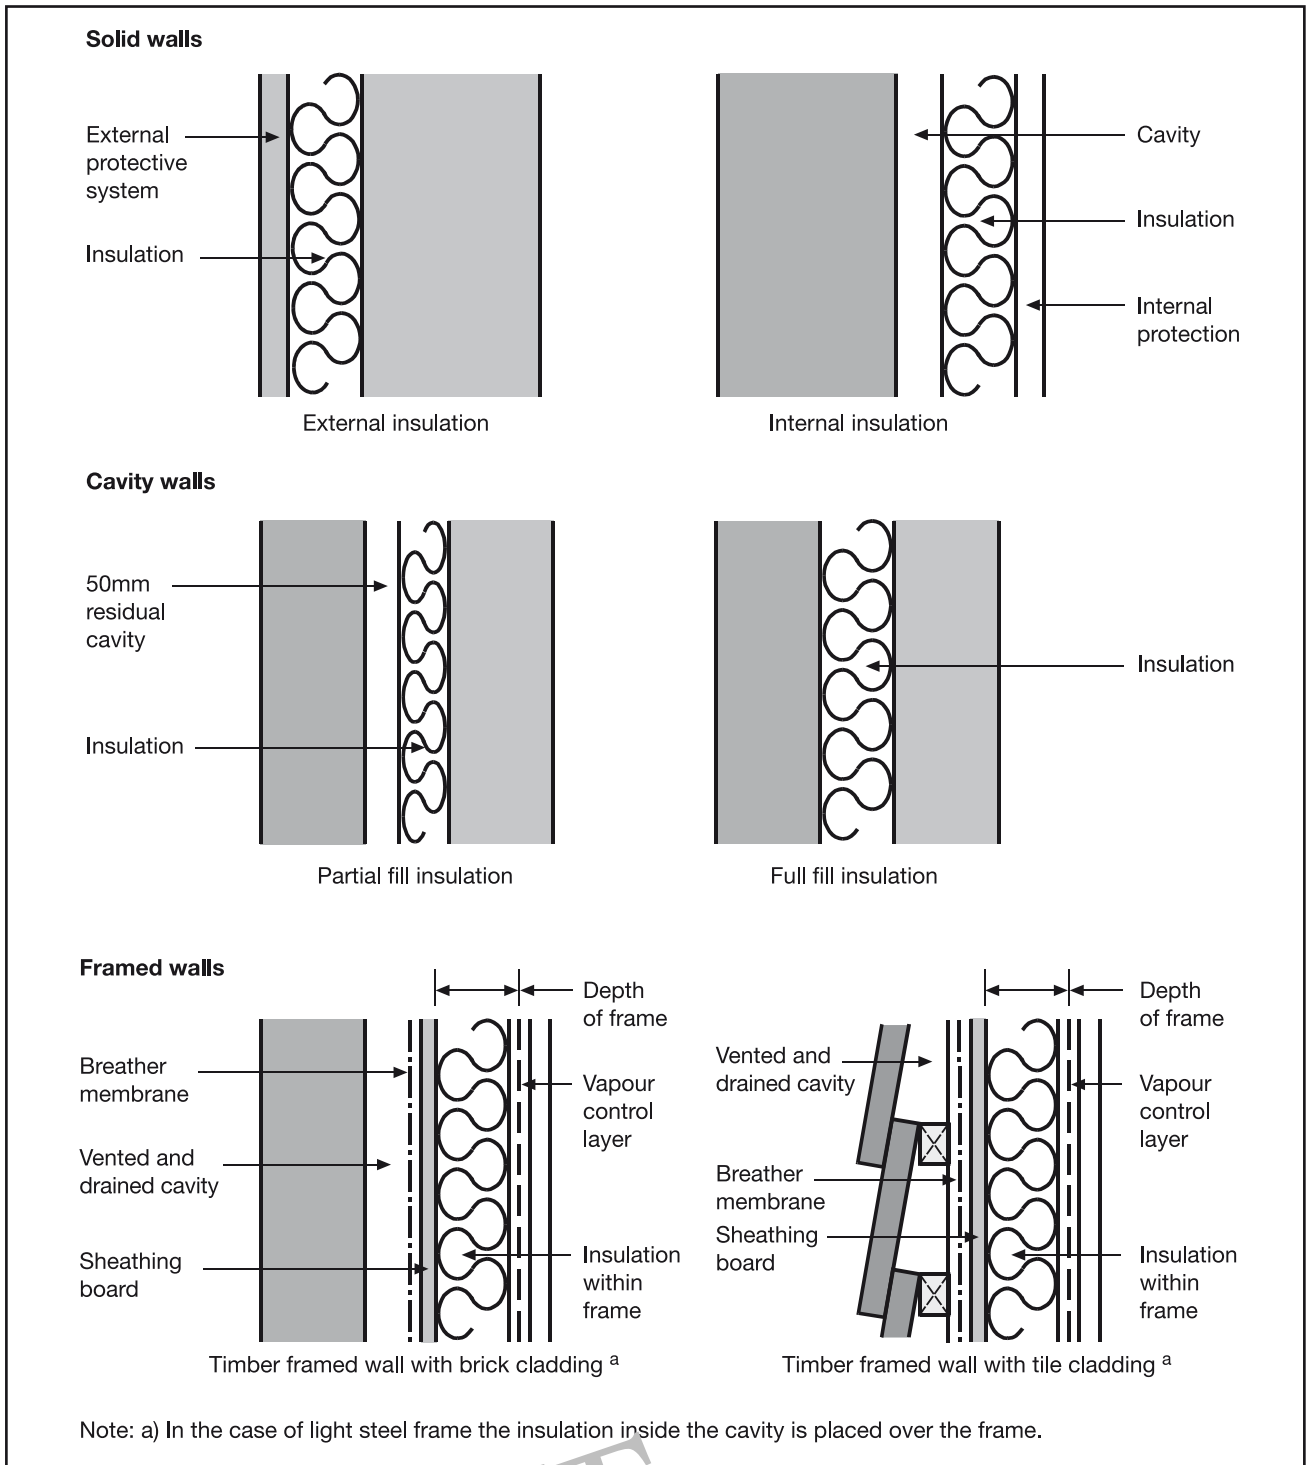 Solid walls
External
protective
system
Insulation
Cavity
Insulation
Internal
protection
External insulation
Internal insulation
Cavity walls
50mm
residual
cavity
Insulation
Insulation
Partial fill insulation
Full fill insulation
Framed walls
Depth
of frame
Breather
membrane
Vapour
control
layer
Vented and
drained cavity
Sheathing
board
Insulation
within
frame
Depth
of frame
Vented and
drained cavity
Vapour
control
layer
Breather
membrane
Sheathing
board
Insulation
within
frame
Timber framed wall with brick cladding a
Timber framed wall with tile cladding a
Note: a) In the case of light steel frame the insulation inside the cavity is placed over the frame.